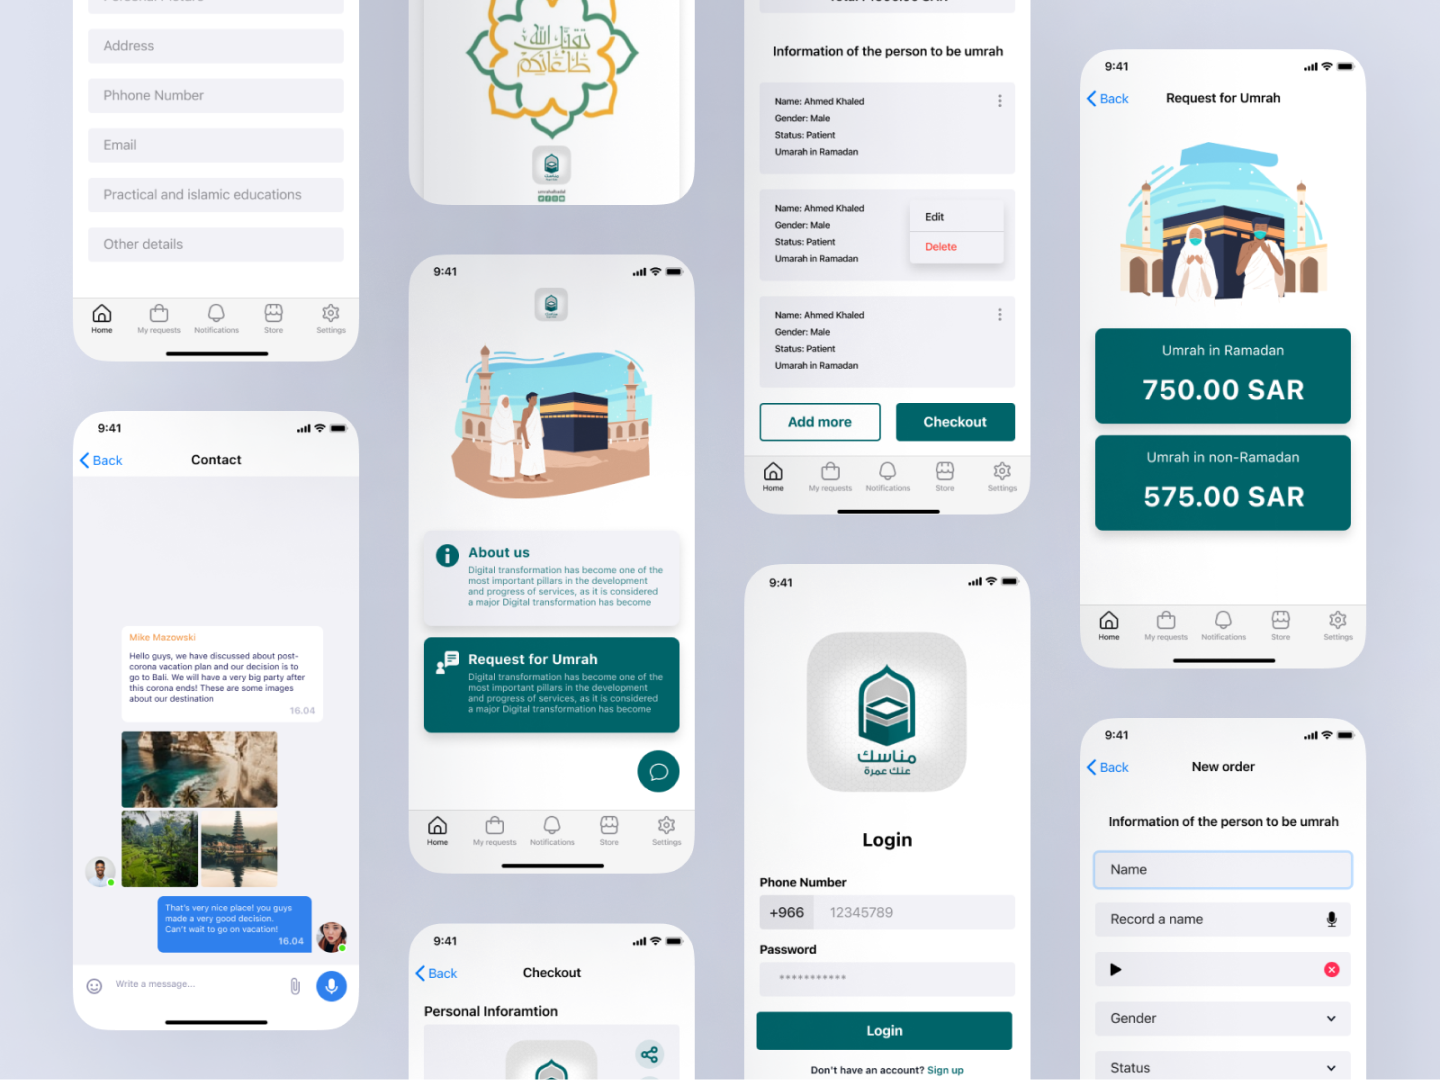 Address
Phhone Number
Email
Practical and islamic educations
Other details
Home
My requests
Notifications
Store
Settings
9:41
Back
Contact
Mike Mazowski
Hello guys, we have discussed about post-
corona vacation plan and our decision is to
go to Bali. We will have a very big party after
this corona ends! These are some images
about our destination
16.04
That's very nice place! you guys
made a very good decision.
Can't wait to go on vacation!
16.04
Write a message...
تقبل الله
طاعاتكم
مناسك
9:41
About us
Digital transformation has become one of the
most important pillars in the development
and progress of services, as it is considered
a major Digital transformation has become
Request for Umrah
Digital transformation has become one of the
most important pillars in the development
and progress of services, as it is considered
a major Digital transformation has become
Home
My requests
Notifications
Store
Settings
9:41
Back
Checkout
Personal Inforamtion
Information of the person to be umrah
Name: Ahmed Khaled
Gender: Male
Status: Patient
Umarah in Ramadan
Name: Ahmed Khaled
Gender: Male
Status: Patient
Umarah in Ramadan
Edit
Delete
Name: Ahmed Khaled
Gender: Male
Status: Patient
Umarah in Ramadan
Add more
Checkout
Home
My requests
Notifications
Store
Settings
9:41
مناسك
عنك عمرة
Login
Phone Number
+966 12345789
Password
***********
Login
Don't have an account? Sign up
9:41
Back
Request for Umrah
Umrah in Ramadan
750.00 SAR
Umrah in non-Ramadan
575.00 SAR
Home
My requests
Notifications
Store
Settings
9:41
Back
New order
Information of the person to be umrah
Name
Record a name
Gender
Status